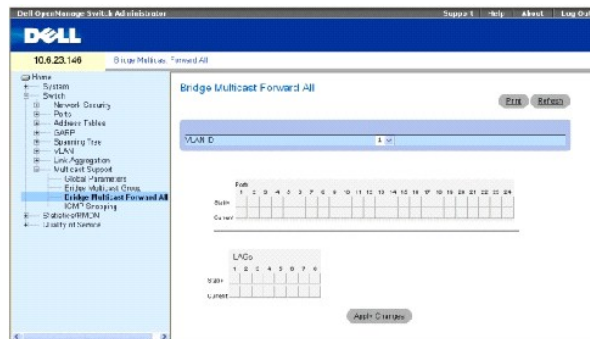 Dell OpenManage Switch Administrator
Support Help About Log Out
DELL
10.6.23.146
Bridge Multicast Forward All
Home
System
Switch
Network Security
Ports
Address Tables
GARP
Spanning Tree
VLAN
Link Aggregation
Multicast Support
Global Parameters
Bridge Multicast Group
Bridge Multicast Forward All
IGMP Snooping
Statistics/RMON
Quality of Service
Bridge Multicast Forward All
Print Refresh
VLAN ID 1
Ports
1 2 3 4 5 6 7 8 9 10 11 12 13 14 15 16 17 18 19 20 21 22 23 24
Static
Current
LAGs
1 2 3 4 5 6 7 8
Static
Current
Apply Changes